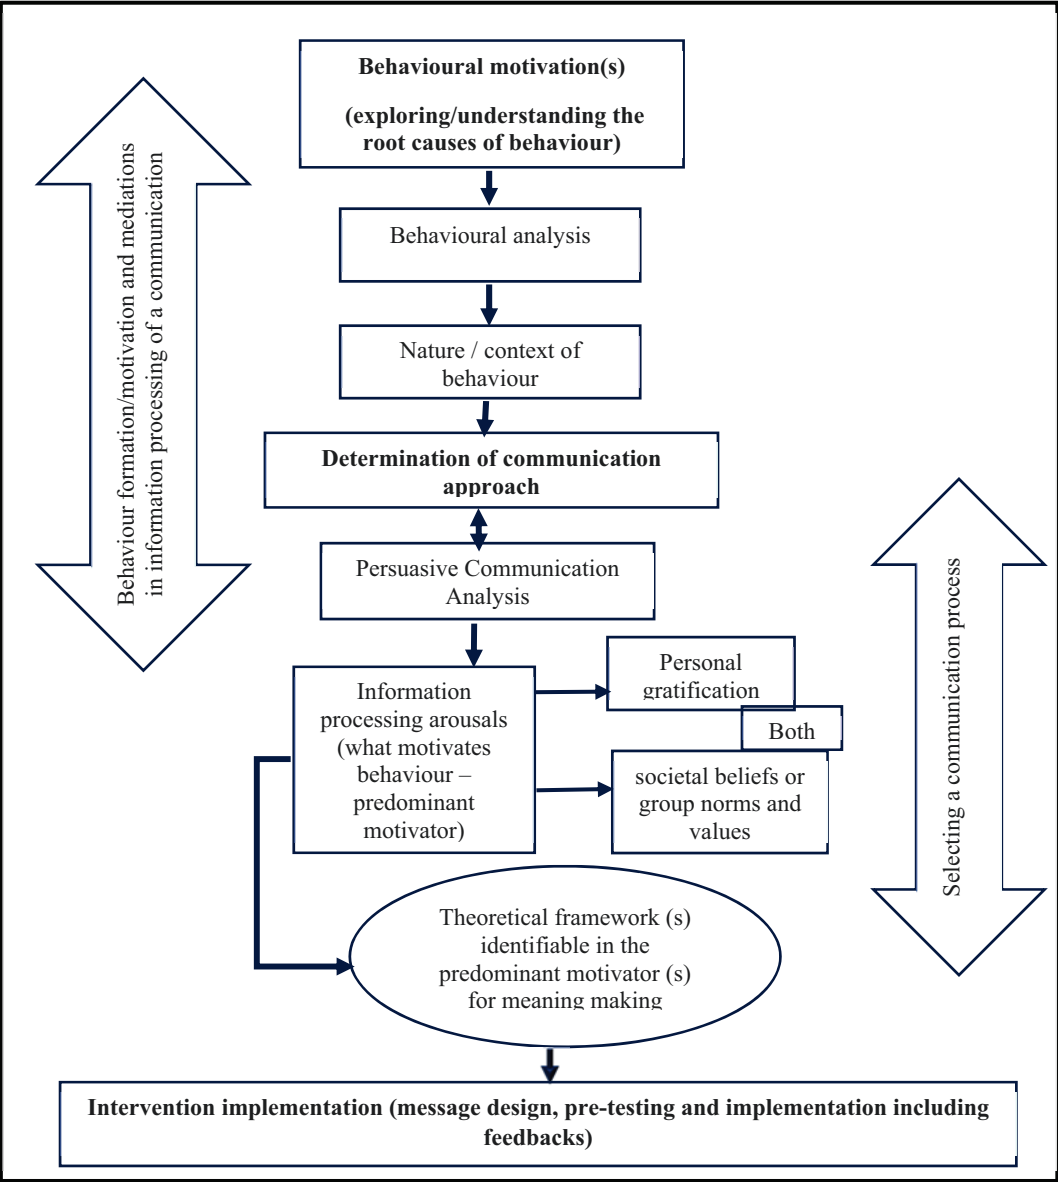 Behavioural motivation(s)
(exploring/understanding the
root causes of behaviour)
Behavioural analysis
Nature / context of
behaviour
Determination of communication
approach
Persuasive Communication
Analysis
Information
processing arousals
(what motivates
behaviour –
predominant
motivator)
Personal
gratification
Both
societal beliefs or
group norms and
values
Theoretical framework (s)
identifiable in the
predominant motivator (s)
for meaning making
Intervention implementation (message design, pre-testing and implementation including
feedbacks)
Behaviour formation/motivation and mediations
in information processing of a communication
Selecting a communication process